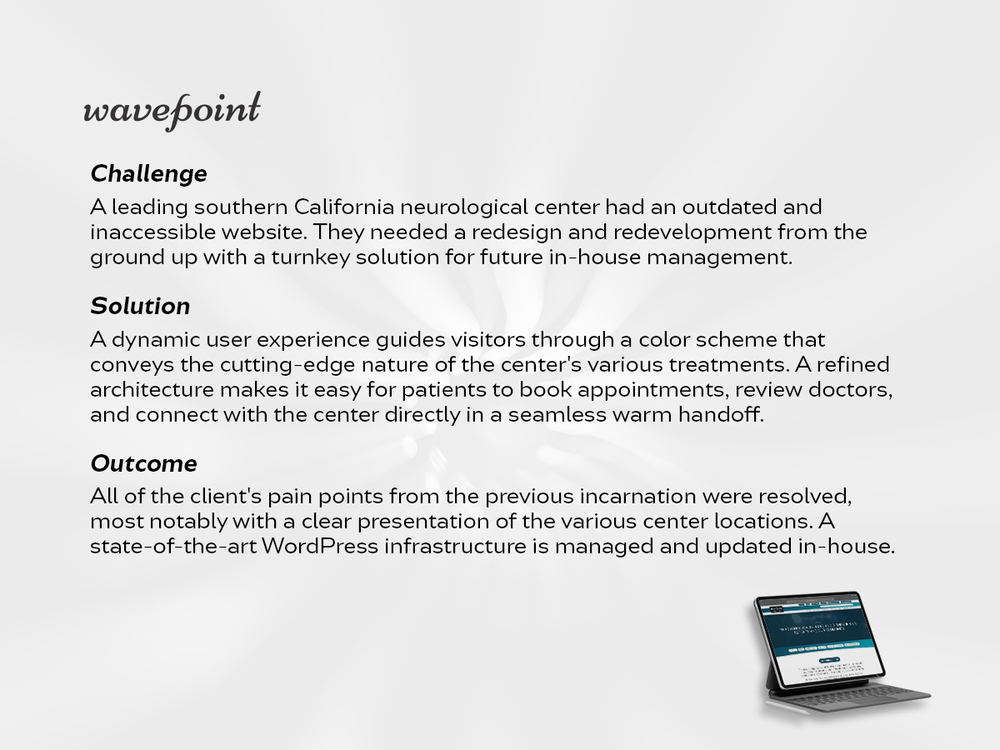 wavepoint
Challenge
A leading southern California neurological center had an outdated and
inaccessible website. They needed a redesign and redevelopment from the
ground up with a turnkey solution for future in-house management.
Solution
A dynamic user experience guides visitors through a color scheme that
conveys the cutting-edge nature of the center's various treatments. A refined
architecture makes it easy for patients to book appointments, review doctors,
and connect with the center directly in a seamless warm handoff.
Outcome
All of the client's pain points from the previous incarnation were resolved,
most notably with a clear presentation of the various center locations. A
state-of-the-art WordPress infrastructure is managed and updated in-house.